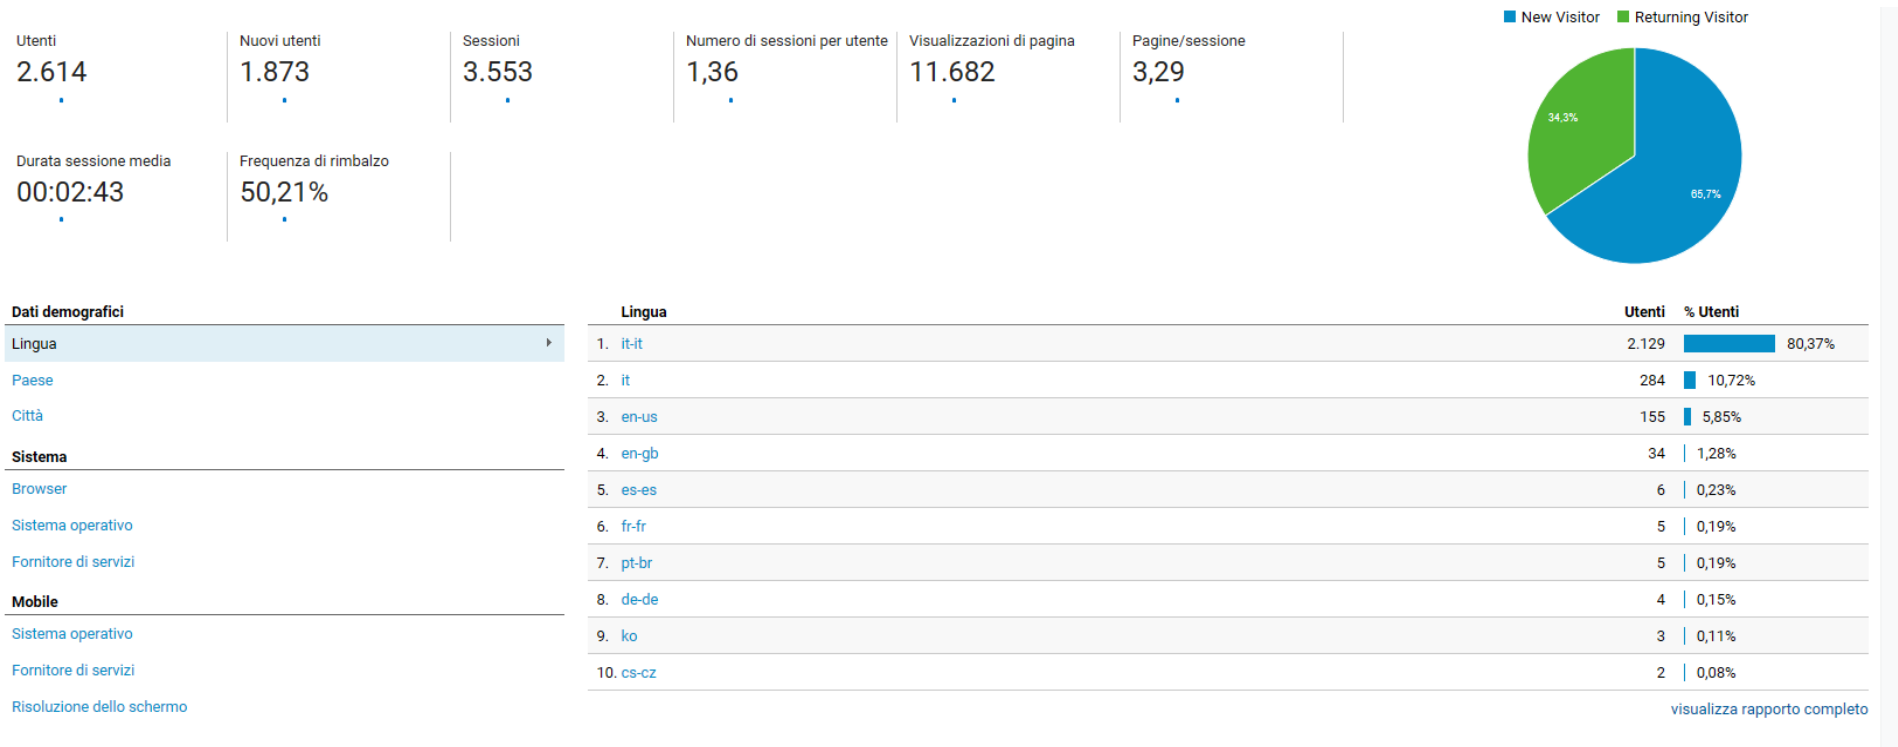 New Visitor Returning Visitor
Utenti Nuovi utenti Sessioni Numero di sessioni per utente Visualizzazioni di pagina Pagine/sessione
2.614 1.873 3.553 1,36 11.682 3,29
34,3%
65,7%
Durata sessione media Frequenza di rimbalzo
00:02:43 50,21%
Dati demografici
Lingua
Paese
Città
Sistema
Browser
Sistema operativo
Fornitore di servizi
Mobile
Sistema operativo
Fornitore di servizi
Risoluzione dello schermo
Lingua Utenti % Utenti
1. it-it 2.129 80,37%
2. it 284 10,72%
3. en-us 155 5,85%
4. en-gb 34 1,28%
5. es-es 6 0,23%
6. fr-fr 5 0,19%
7. pt-br 5 0,19%
8. de-de 4 0,15%
9. ko 3 0,11%
10. cs-cz 2 0,08%
visualizza rapporto completo